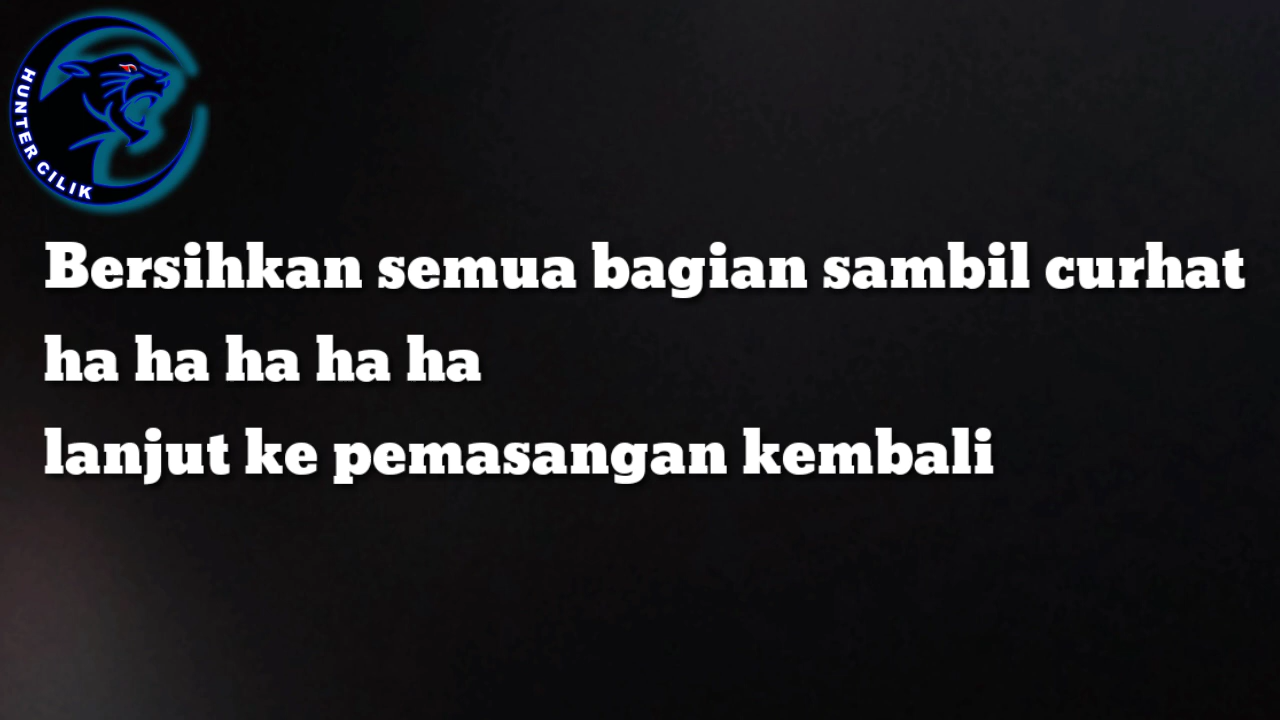 HUNTER CILIK
Bersihkan semua bagian sambil curhat
ha ha ha ha ha
lanjut ke pemasangan kembali